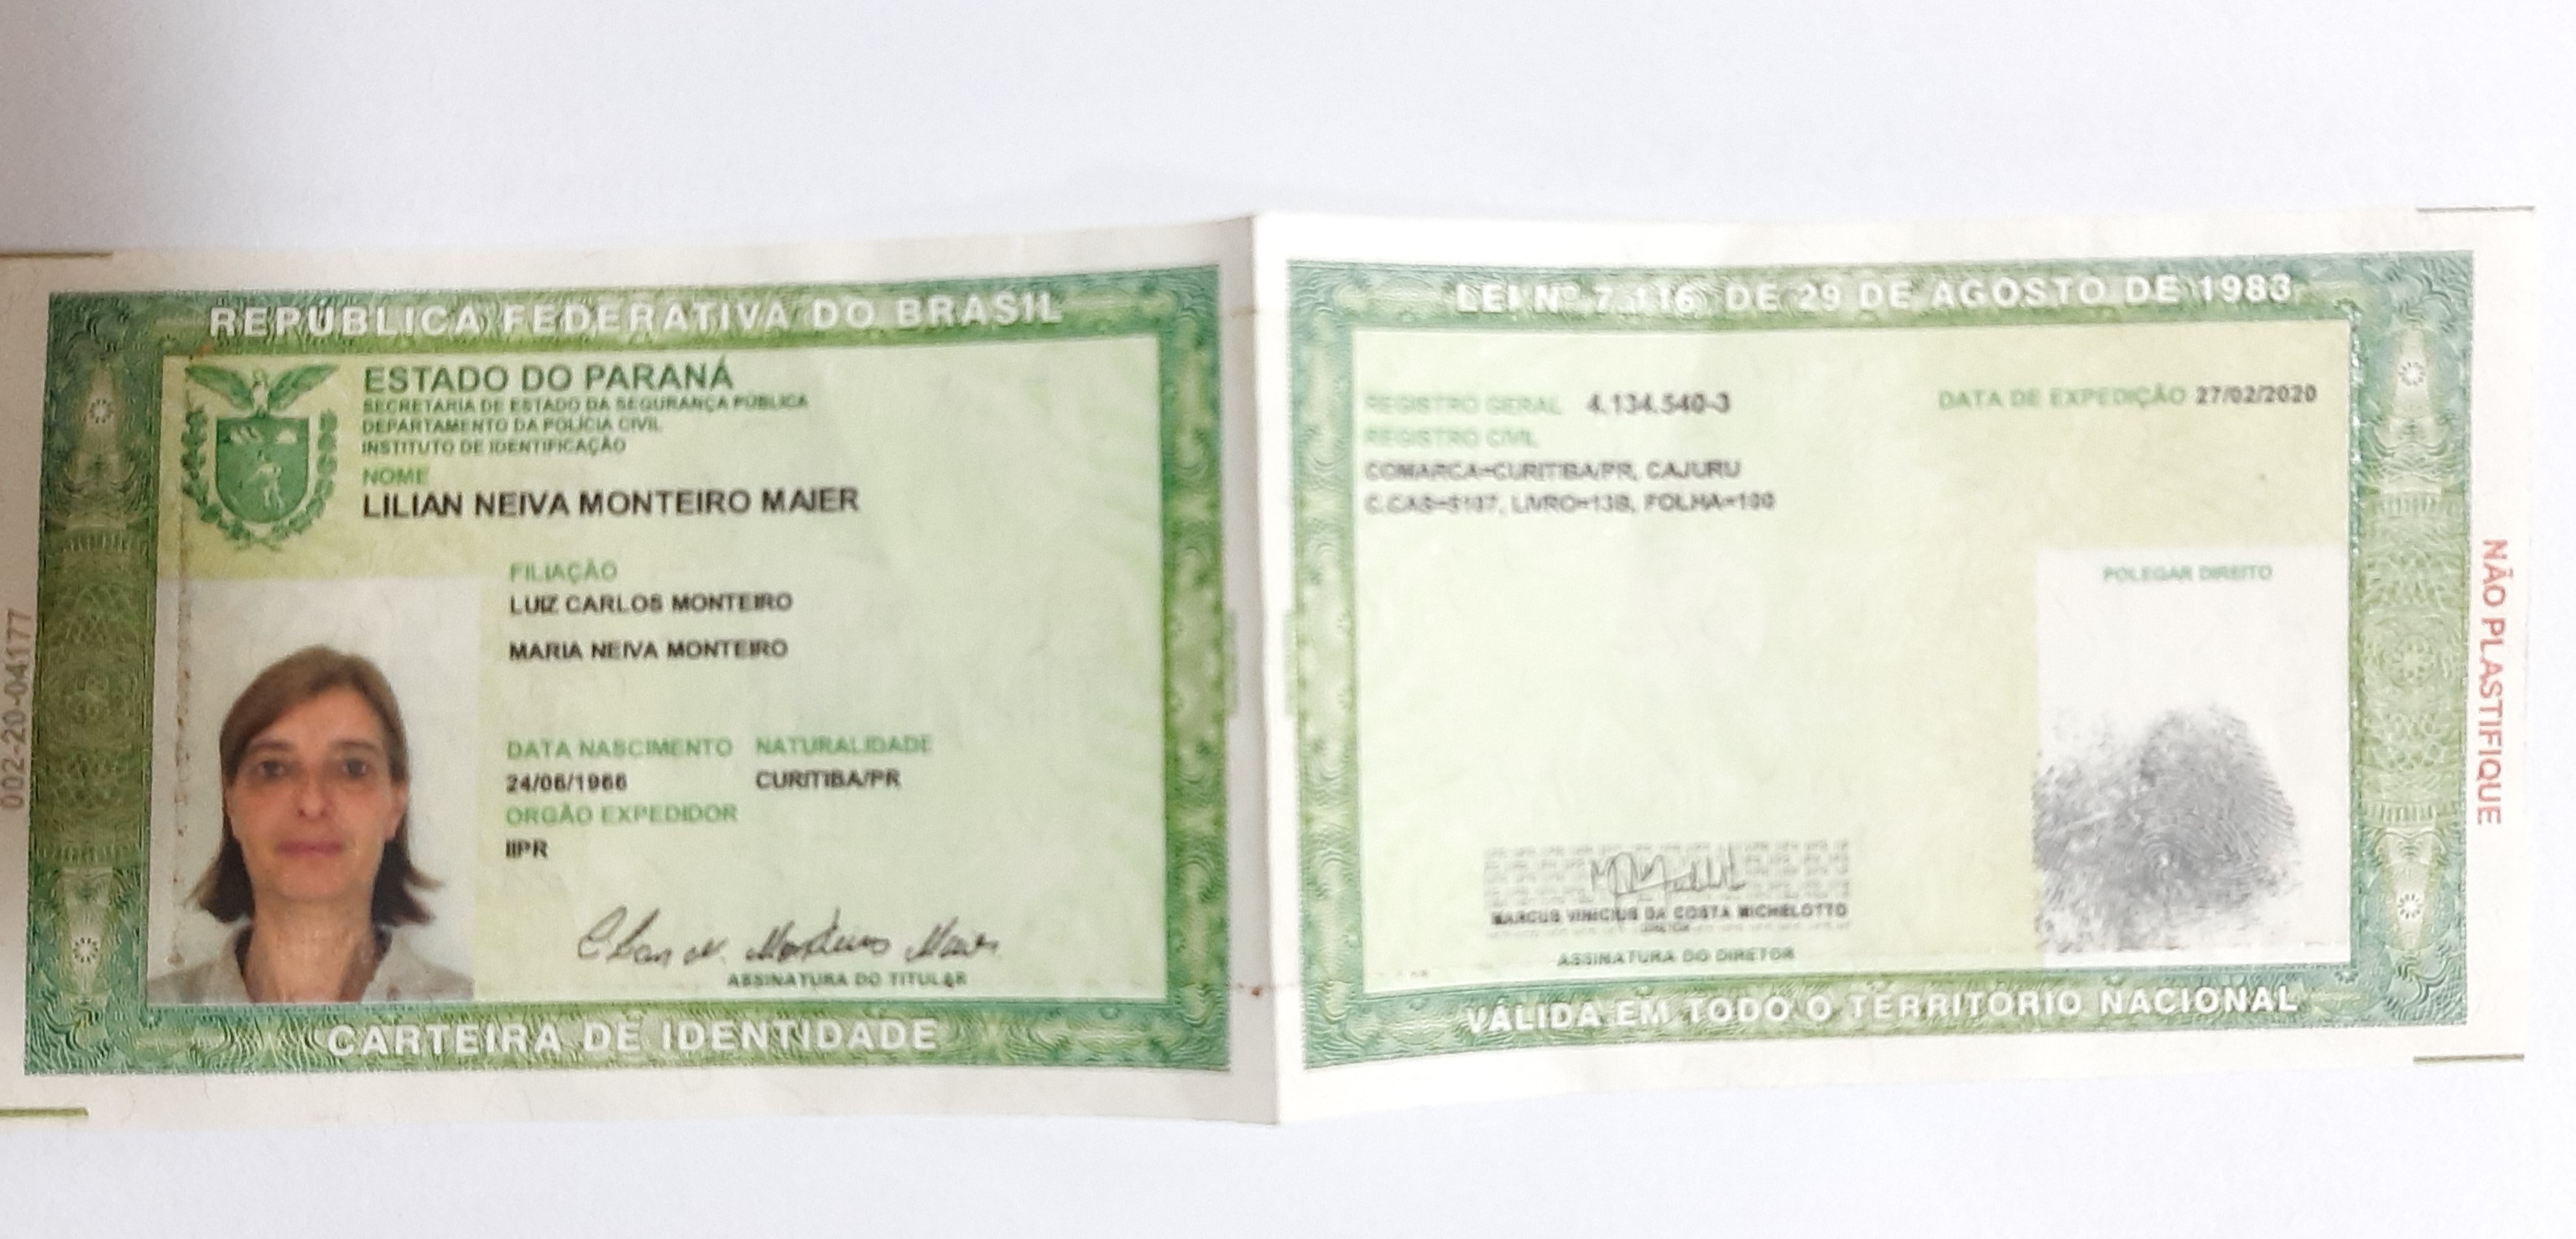 REPÚBLICA FEDERATIVA DO BRASIL
ESTADO DO PARANÁ
SECRETARIA DE ESTADO DA SEGURANÇA PÚBLICA
DEPARTAMENTO DA POLÍCIA CIVIL
INSTITUTO DE IDENTIFICAÇÃO
NOME
LILIAN NEIVA MONTEIRO MAIER
FILIAÇÃO
LUIZ CARLOS MONTEIRO
MARIA NEIVA MONTEIRO
DATA NASCIMENTO NATURALIDADE
24/06/1966 CURITIBA/PR
ORGÃO EXPEDIDOR
IIPR
ASSINATURA DO TITULAR
CARTEIRA DE IDENTIDADE
002-20-04177
LEI Nº 7.116 DE 29 DE AGOSTO DE 1983
REGISTRO GERAL 4.134.540-3 DATA DE EXPEDIÇÃO 27/02/2020
REGISTRO CIVIL
COMARCA=CURITIBA/PR, CAJURU
LIVRO=13B, FOLHA=100
POLEGAR DIREITO
MARCUS VINICIUS DA COSTA MICHELOTTO
DIRETOR
ASSINATURA DO DIRETOR
VÁLIDA EM TODO O TERRITÓRIO NACIONAL
NÃO PLASTIFIQUE